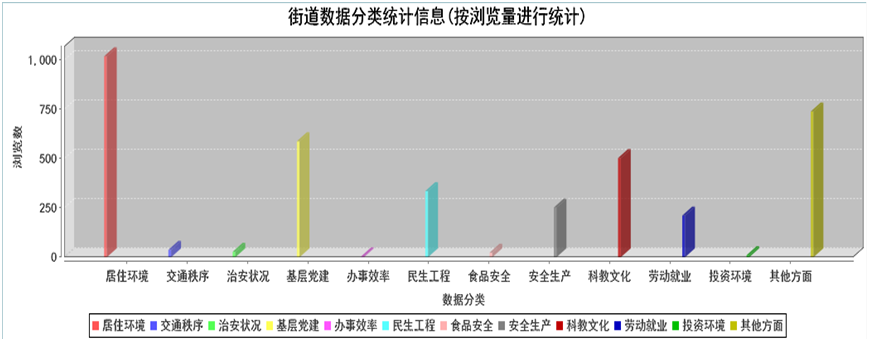 街道数据分类统计信息(按浏览量进行统计)
1,000
750
500
250
0
浏览数
居住环境 交通秩序 治安状况 基层党建 办事效率 民生工程 食品安全 安全生产 科教文化 劳动就业 投资环境 其他方面
数据分类
居住环境 交通秩序 治安状况 基层党建 办事效率 民生工程 食品安全 安全生产 科教文化 劳动就业 投资环境 其他方面